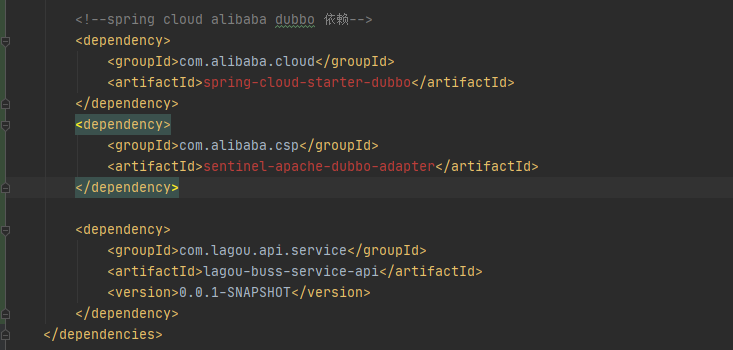 <!--spring cloud alibaba dubbo 依赖-->
<dependency>
<groupId>com.alibaba.cloud</groupId>
<artifactId>spring-cloud-starter-dubbo</artifactId>
</dependency>
<dependency>
<groupId>com.alibaba.csp</groupId>
<artifactId>sentinel-apache-dubbo-adapter</artifactId>
</dependency>
<dependency>
<groupId>com.lagou.api.service</groupId>
<artifactId>lagou-buss-service-api</artifactId>
<version>0.0.1-SNAPSHOT</version>
</dependency>
</dependencies>